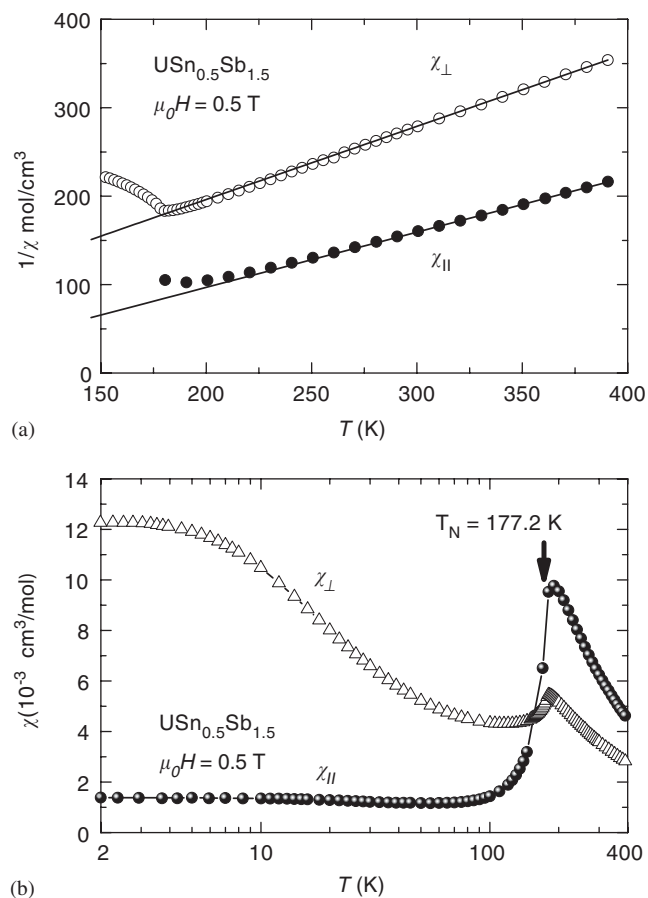 400
USn0.5Sb1.5
χ⊥
300
μ0H = 0.5 T
1/χ mol/cm3
200
χII
100
0
150 200 250 300 350 400
(a)
T (K)
14
12
TN = 177.2 K
χ⊥
10
χ(10-3 cm3/mol)
8
6
4
USn0.5Sb1.5
μ0H = 0.5 T
χII
2
0
2 10 100 400
(b)
T (K)